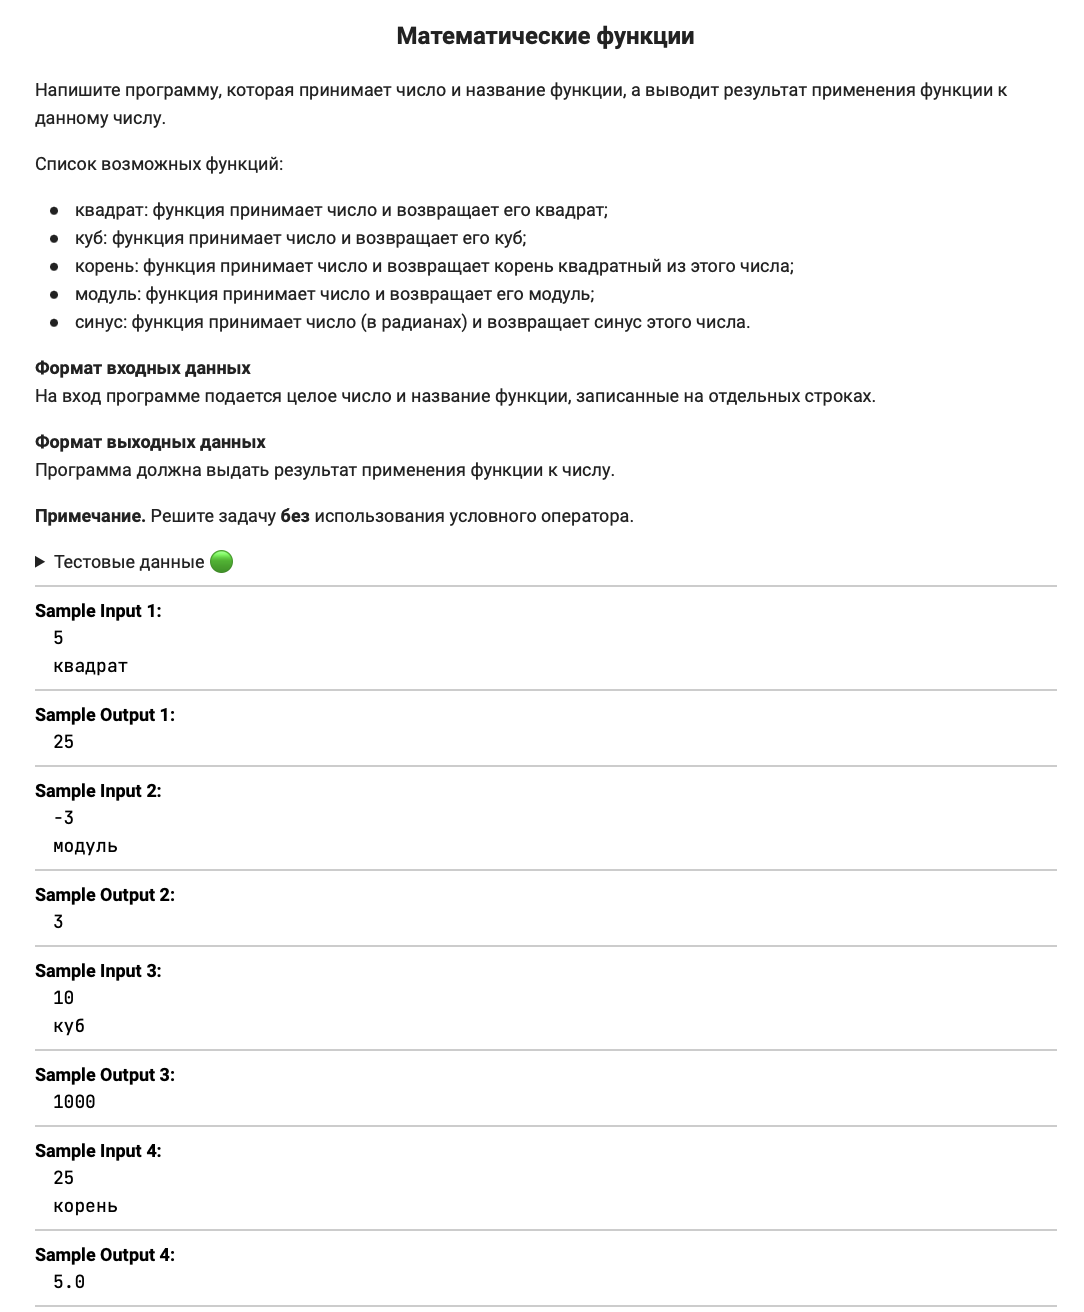 Математические функции
Напишите программу, которая принимает число и название функции, а выводит результат применения функции к
данному числу.
Список возможных функций:
● квадрат: функция принимает число и возвращает его квадрат;
● куб: функция принимает число и возвращает его куб;
● корень: функция принимает число и возвращает корень квадратный из этого числа;
● модуль: функция принимает число и возвращает его модуль;
● синус: функция принимает число (в радианах) и возвращает синус этого числа.
Формат входных данных
На вход программе подается целое число и название функции, записанные на отдельных строках.
Формат выходных данных
Программа должна выдать результат применения функции к числу.
Примечание. Решите задачу без использования условного оператора.
▶ Тестовые данные 🟢
Sample Input 1:
5
квадрат
Sample Output 1:
25
Sample Input 2:
-3
модуль
Sample Output 2:
3
Sample Input 3:
10
куб
Sample Output 3:
1000
Sample Input 4:
25
корень
Sample Output 4:
5.0